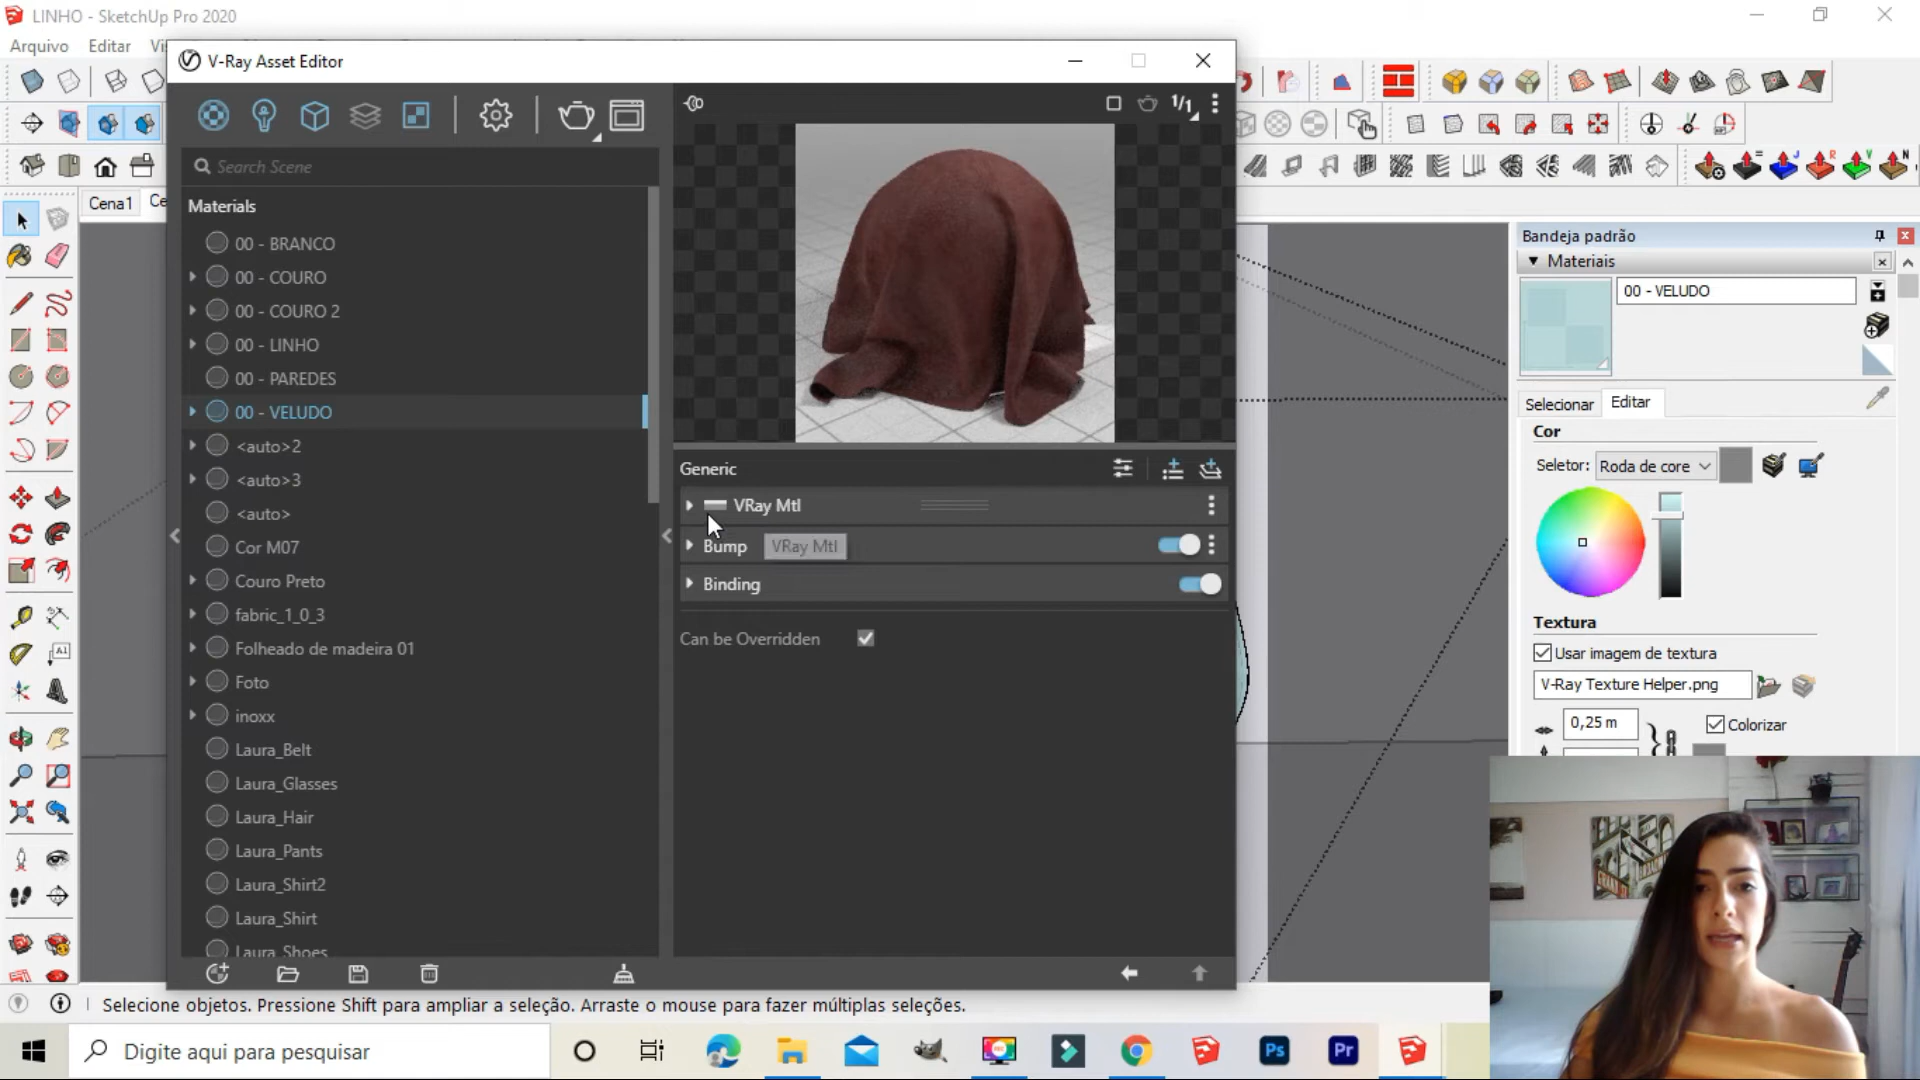 LINHO - SketchUp Pro 2020
Arquivo Editar
V-Ray Asset Editor
1/1
Search Scene
Cena1
Materials
00 - BRANCO
00 - COURO
00 - COURO 2
00 - LINHO
00 - PAREDES
00 - VELUDO
<auto>2
<auto>3
<auto>
Cor M07
Couro Preto
fabric_1_0_3
Folheado de madeira 01
Foto
inoxx
Laura_Belt
Laura_Glasses
Laura_Hair
Laura_Pants
Laura_Shirt2
Laura_Shirt
Laura_Shoes
Generic
VRay Mtl
Bump
VRay Mtl
Binding
Can be Overridden
Bandeja padrão
Materiais
00 - VELUDO
Selecionar Editar
Cor
Seletor: Roda de core
Textura
Usar imagem de textura
V-Ray Texture Helper.png
0,25 m
Colorizar
Selecione objetos. Pressione Shift para ampliar a seleção. Arraste o mouse para fazer múltiplas seleções.
Digite aqui para pesquisar
Ps
Pr